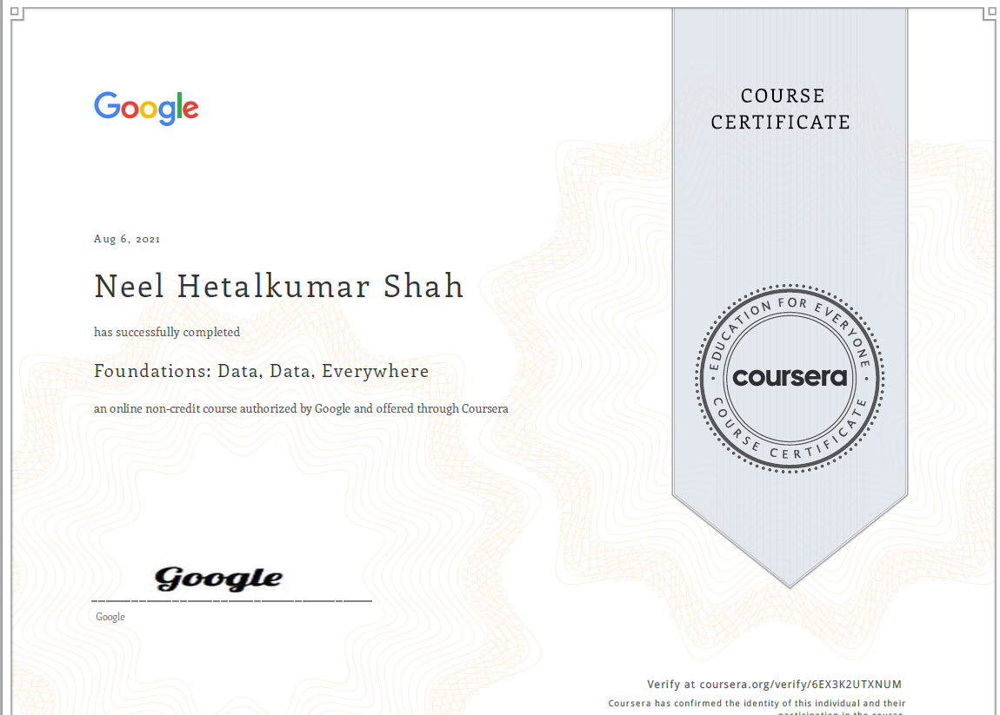 Google
COURSE
CERTIFICATE
Aug 6, 2021
Neel Hetalkumar Shah
has successfully completed
Foundations: Data, Data, Everywhere
an online non-credit course authorized by Google and offered through Coursera
EDUCATION FOR EVERYONE
coursera
COURSE CERTIFICATE
Google
Google
Verify at coursera.org/verify/6EX3K2UTXNUM
Coursera has confirmed the identity of this individual and their
participation in the course.